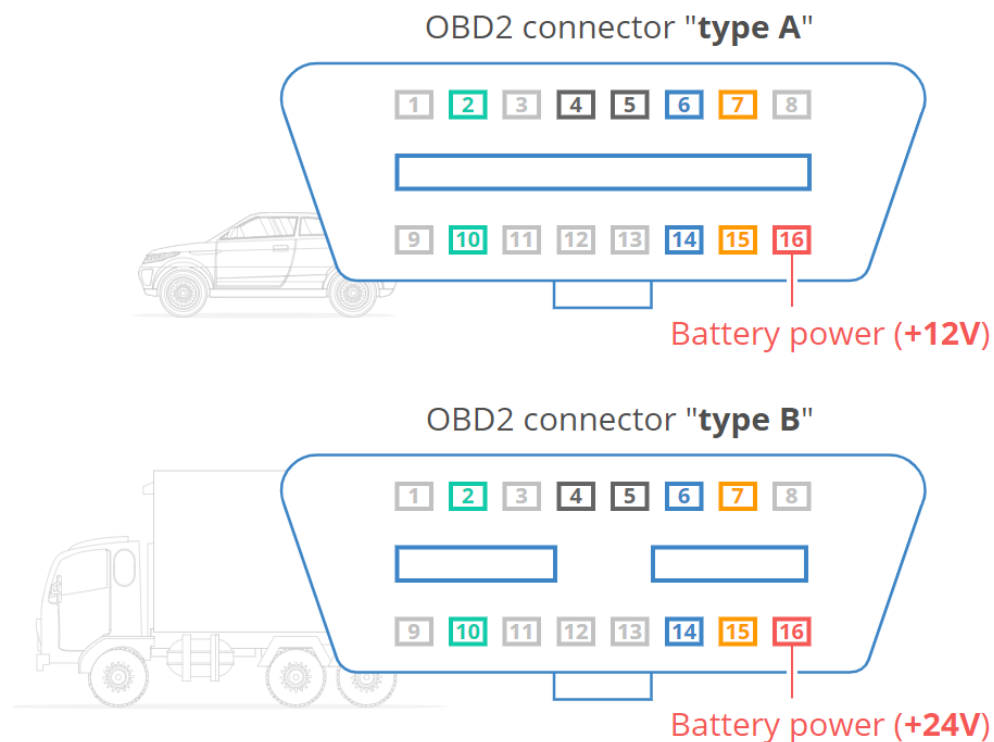 OBD2 connector "type A"
1 2 3 4 5 6 7 8
9 10 11 12 13 14 15 16
Battery power (+12V)
OBD2 connector "type B"
1 2 3 4 5 6 7 8
9 10 11 12 13 14 15 16
Battery power (+24V)